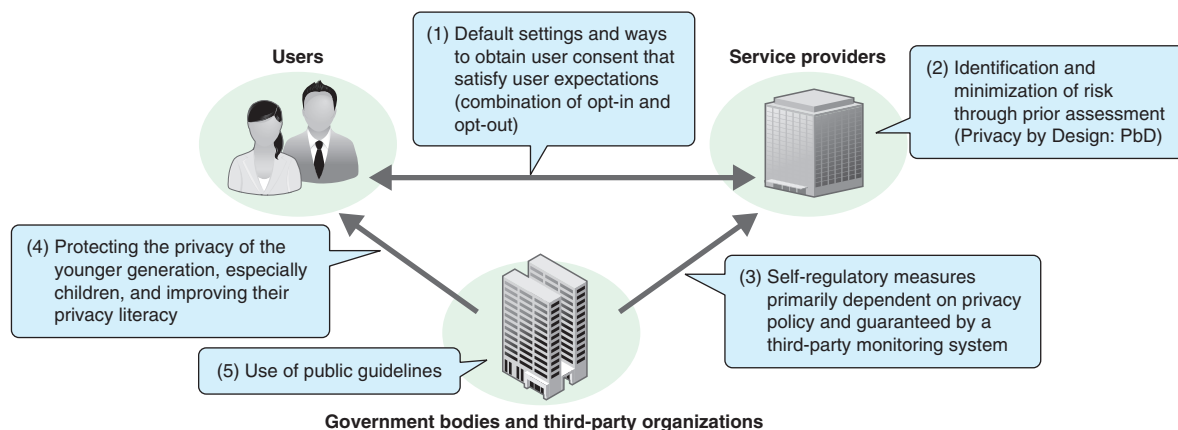 Users
(1) Default settings and ways
to obtain user consent that
satisfy user expectations
(combination of opt-in and
opt-out)
Service providers
(2) Identification and
minimization of risk
through prior assessment
(Privacy by Design: PbD)
(4) Protecting the privacy of the
younger generation, especially
children, and improving their
privacy literacy
(3) Self-regulatory measures
primarily dependent on privacy
policy and guaranteed by a
third-party monitoring system
(5) Use of public guidelines
Government bodies and third-party organizations